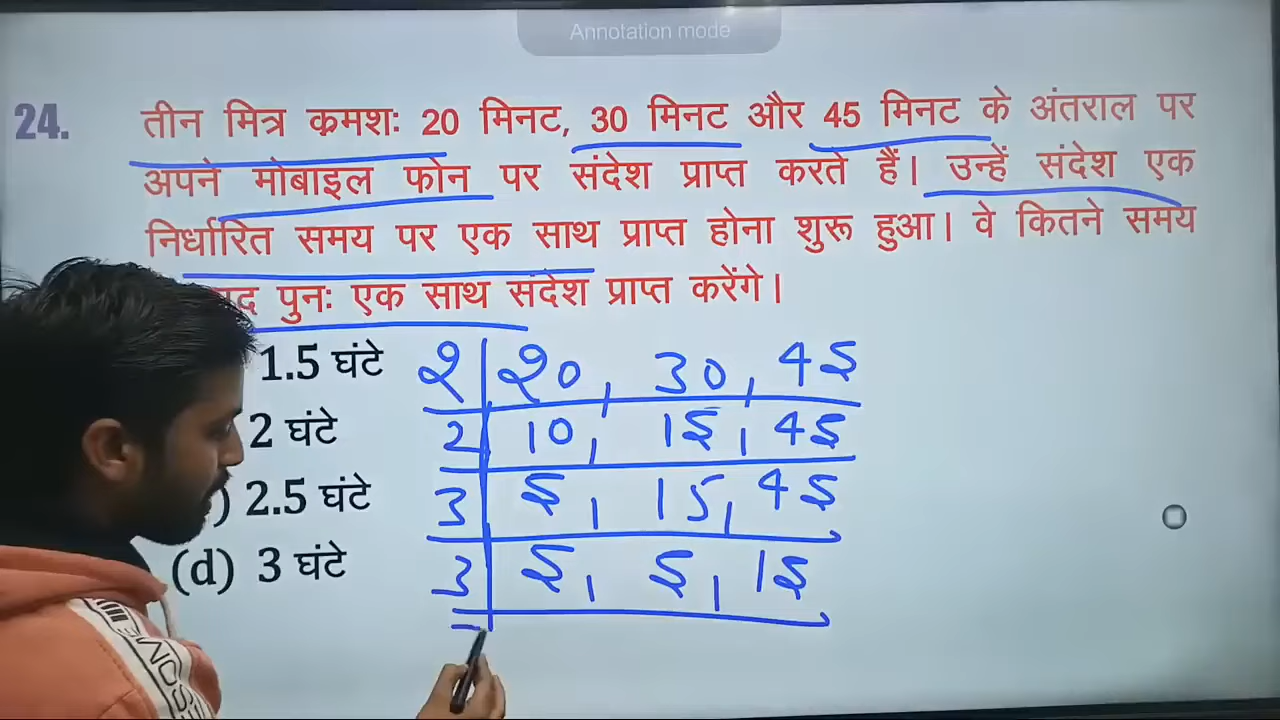 Annotation mode
24. तीन मित्र क्रमशः 20 मिनट, 30 मिनट और 45 मिनट के अंतराल पर
अपने मोबाइल फोन पर संदेश प्राप्त करते हैं। उन्हें संदेश एक
निर्धारित समय पर एक साथ प्राप्त होना शुरू हुआ। वे कितने समय
पुनः एक साथ संदेश प्राप्त करेंगे।
1.5 घंटे
2 घंटे
) 2.5 घंटे
(d) 3 घंटे
2 | 20, 30, 45
2 | 10, 15, 45
3 | 5, 15, 45
3 | 5, 5, 15